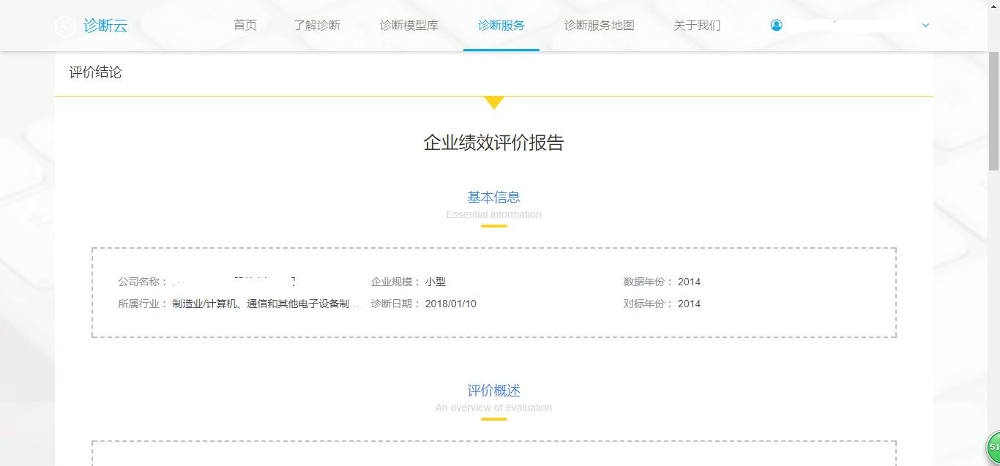 诊断云 首页 了解诊断 诊断模型库 诊断服务 诊断服务地图 关于我们
评价结论
企业绩效评价报告
基本信息
Essential information
公司名称： 企业规模： 小型 数据年份： 2014
所属行业： 制造业/计算机、通信和其他电子设备制... 诊断日期： 2018/01/10 对标年份： 2014
评价概述
An overview of evaluation
51